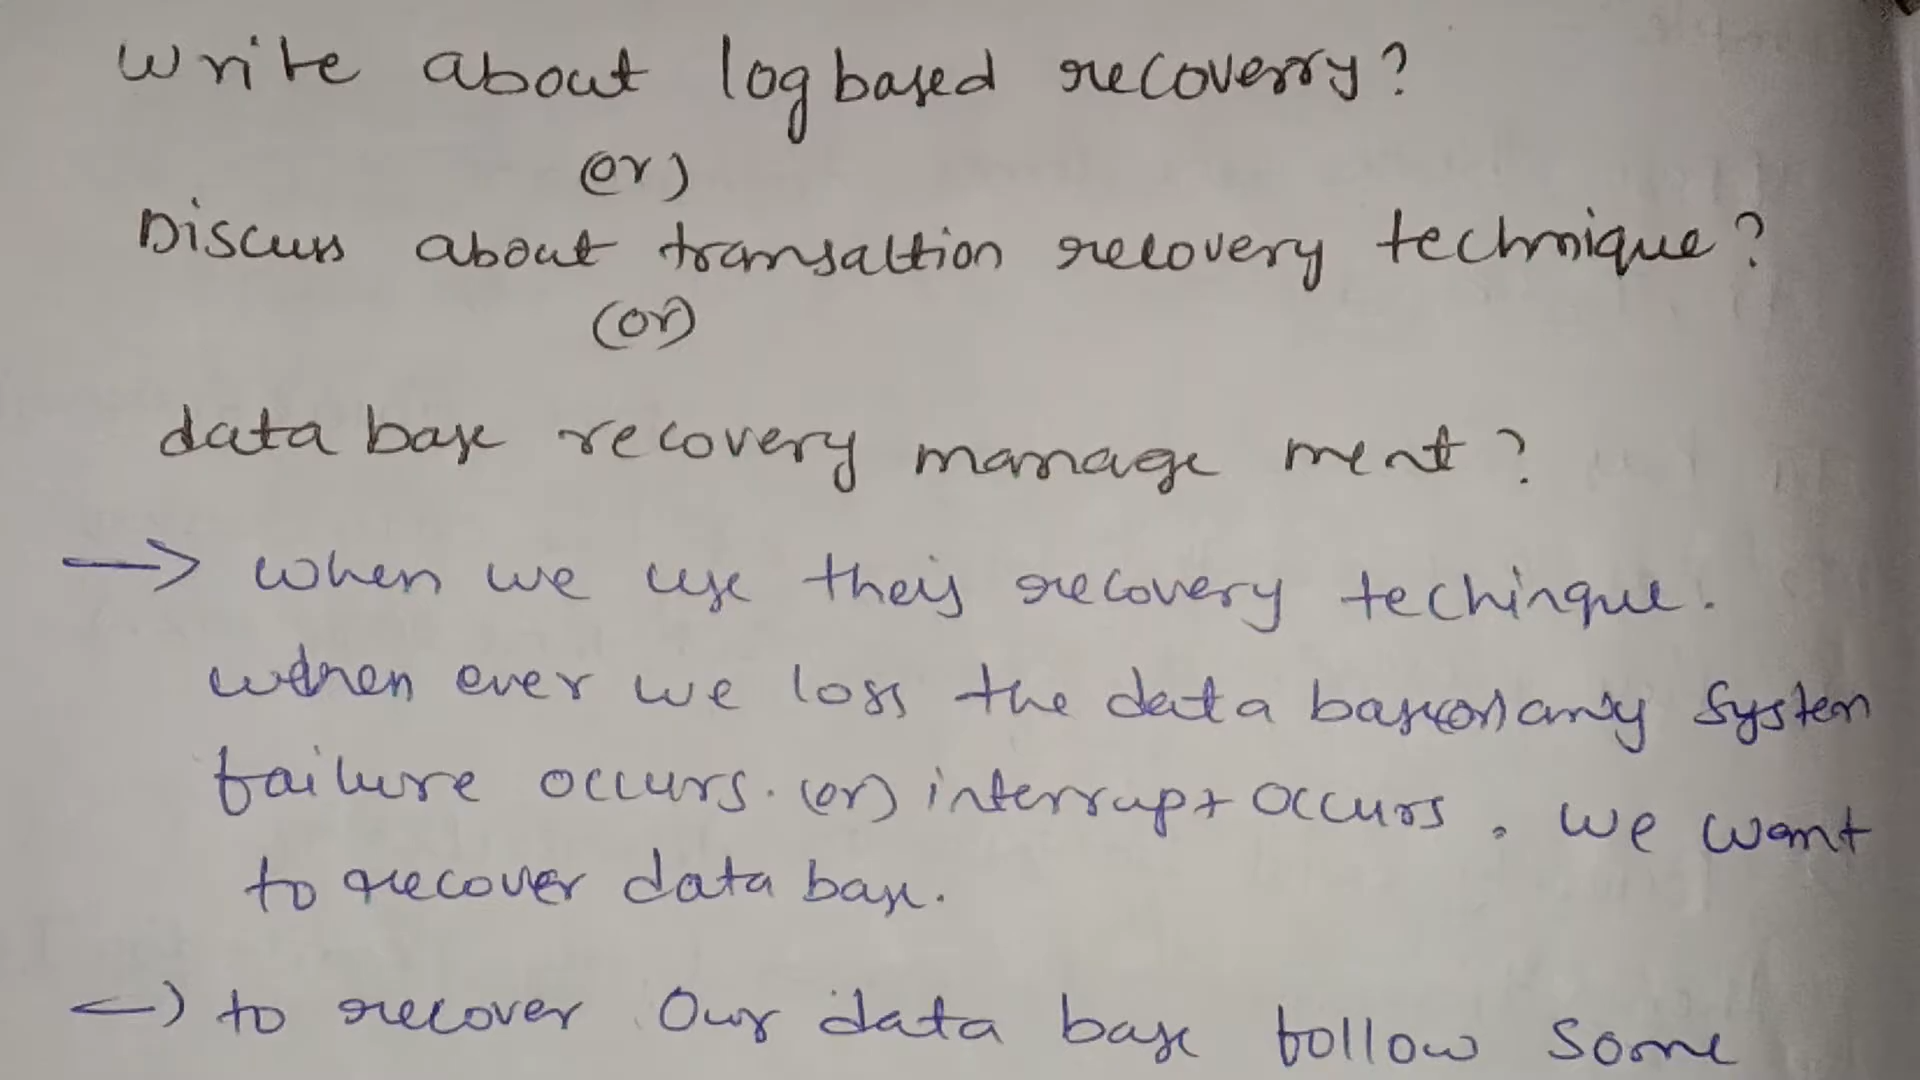 write about log based recoverry?
(or)
Discuss about transaltion recovery technique?
(or)
data base recovery manage ment?
→ when we use theis recovery techinque.
when ever we loss the data base(or) any System
failure occurs. (or) interrupt occurs. we want
to recover data base.
→ to recover Our data base follow some